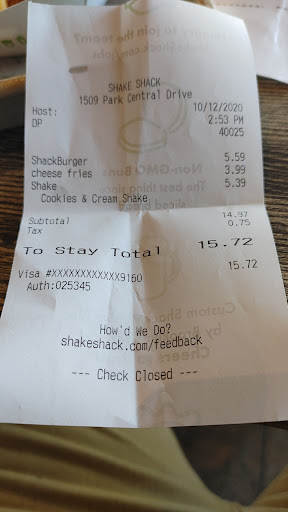 SHAKE SHACK
1509 Park Central Drive
Host: 10/12/2020
DP 2:53 PM
40025
ShackBurger 5.59
cheese fries 3.99
Shake 5.39
Cookies & Cream Shake
Subtotal 14.97
Tax 0.75
To Stay Total 15.72
Visa #XXXXXXXXXXXX9160 15.72
Auth:025345
How'd We Do?
shakeshack.com/feedback
--- Check Closed ---